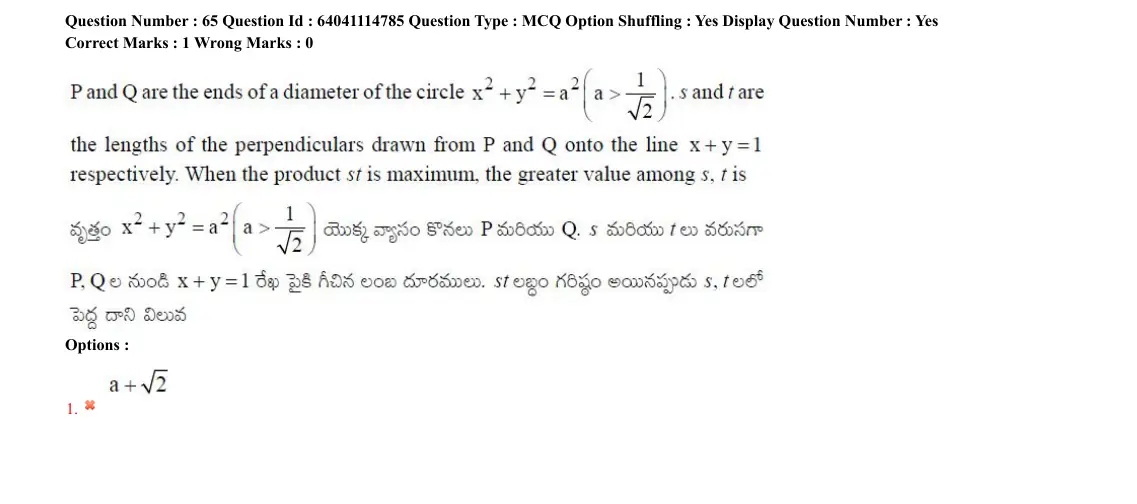 Question Number : 65 Question Id : 64041114785 Question Type : MCQ Option Shuffling : Yes Display Question Number : Yes
Correct Marks : 1 Wrong Marks : 0
P and Q are the ends of a diameter of the circle x² + y² = a² (a > 1/√2). s and t are
the lengths of the perpendiculars drawn from P and Q onto the line x + y = 1
respectively. When the product st is maximum, the greater value among s, t is
వృత్తం x² + y² = a² (a > 1/√2) యొక్క వ్యాసం కొనలు P మరియు Q. s మరియు t లు వరుసగా
P, Q ల నుండి x + y = 1 రేఖ పైకి గీచిన లంబ దూరములు. st లబ్ధం గరిష్ఠం అయినప్పుడు s, t లలో
పెద్ద దాని విలువ
Options :
a + √2
1. ✖